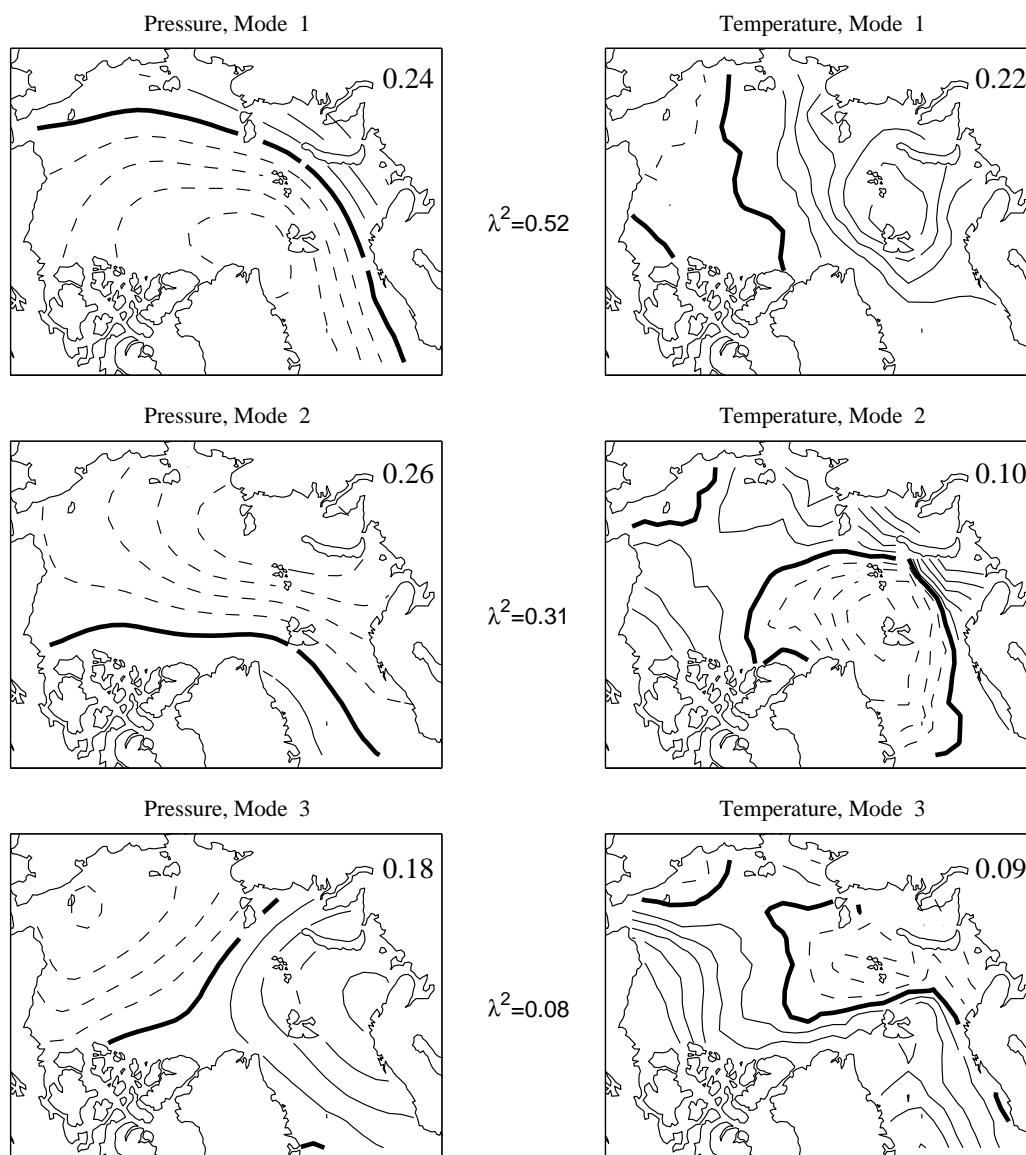 Pressure, Mode 1
Temperature, Mode 1
0.24
0.22
λ²=0.52
Pressure, Mode 2
Temperature, Mode 2
0.26
0.10
λ²=0.31
Pressure, Mode 3
Temperature, Mode 3
0.18
0.09
λ²=0.08